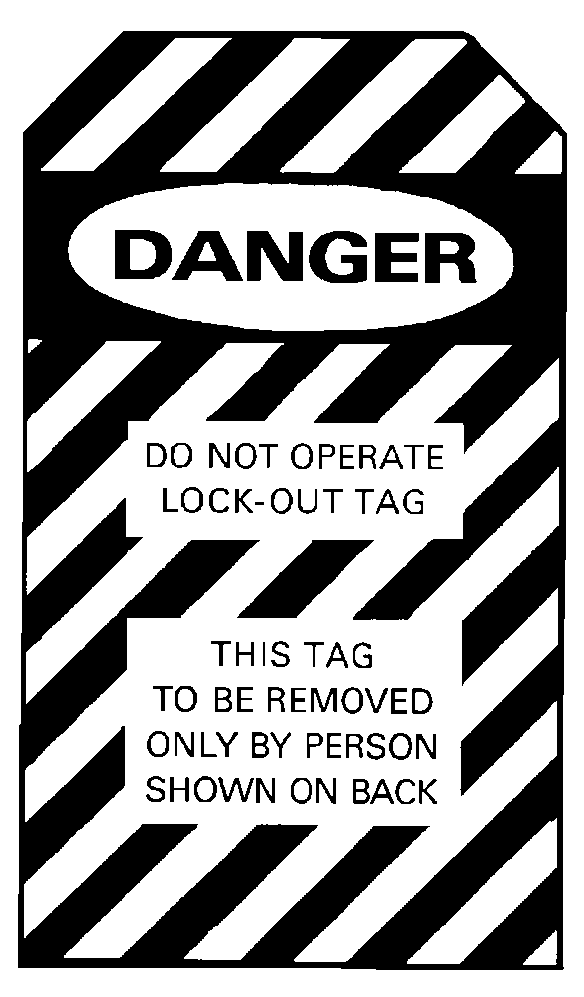 DANGER
DO NOT OPERATE
LOCK-OUT TAG
THIS TAG
TO BE REMOVED
ONLY BY PERSON
SHOWN ON BACK